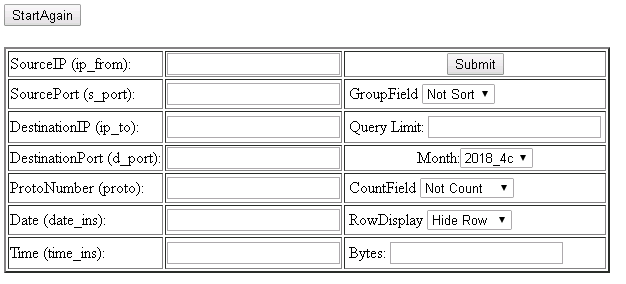 StartAgain
SourceIP (ip_from): Submit
SourcePort (s_port): GroupField Not Sort
DestinationIP (ip_to): Query Limit:
DestinationPort (d_port): Month: 2018_4c
ProtoNumber (proto): CountField Not Count
Date (date_ins): RowDisplay Hide Row
Time (time_ins): Bytes: